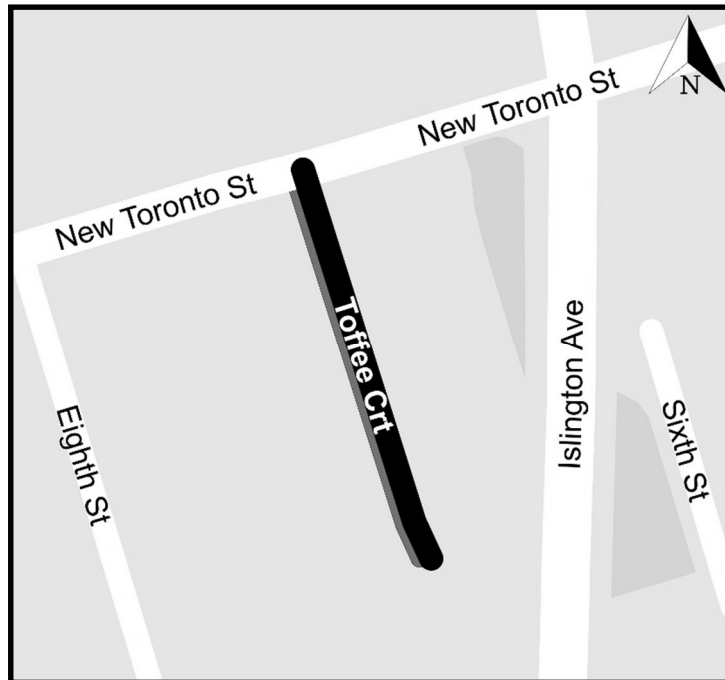 N
New Toronto St
New Toronto St
Toffee Crt
Islington Ave
Eighth St
Sixth St